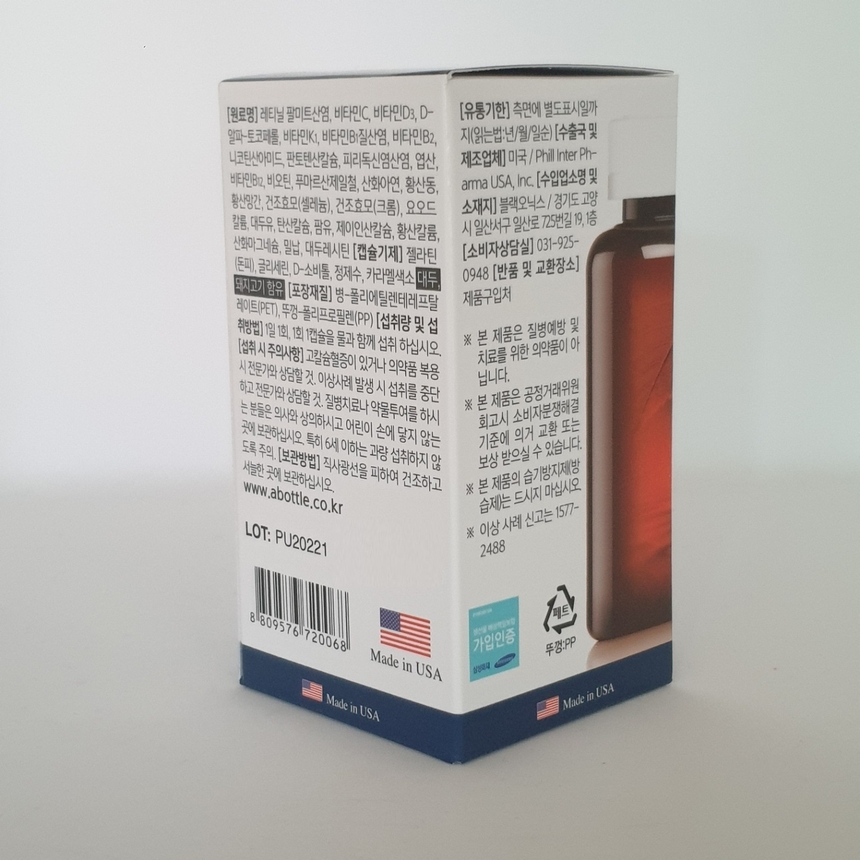 [원료명] 레티닐 팔미트산염, 비타민C, 비타민D3, D-
알파-토코페롤, 비타민K1, 비타민B1질산염, 비타민B2,
니코틴산아미드, 판토텐산칼슘, 피리독신염산염, 엽산,
비타민B12, 비오틴, 푸마르산제일철, 산화아연, 황산동,
황산망간, 건조효모(셀레늄), 건조효모(크롬), 요오드
칼륨, 대두유, 탄산칼슘, 팜유, 제이인산칼슘, 황산칼륨,
산화마그네슘, 밀납, 대두레시틴 [캡슐기제] 젤라틴
(돈피), 글리세린, D-소비톨, 정제수, 카라멜색소 대두,
돼지고기 함유 [포장재질] 병-폴리에틸렌테레프탈
레이트(PET), 뚜껑-폴리프로필렌(PP) [섭취량 및 섭
취방법] 1일 1회, 1회 1캡슐을 물과 함께 섭취 하십시오.
[섭취 시 주의사항] 고칼슘혈증이 있거나 의약품 복용
시 전문가와 상담할 것. 이상사례 발생 시 섭취를 중단
하고 전문가와 상담할 것. 질병치료나 약물투여를 하시
는 분들은 의사와 상의하시고 어린이 손에 닿지 않는
곳에 보관하십시오. 특히 6세 이하는 과량 섭취하지 않
도록 주의. [보관방법] 직사광선을 피하여 건조하고
서늘한 곳에 보관하십시오.
www.abottle.co.kr
LOT: PU20221
8 809576 720068
Made in USA
Made in USA
[유통기한] 측면에 별도표시일까
지(읽는법:년/월/일순) [수출국 및
제조업체] 미국 / Phill Inter Ph-
arma USA, Inc. [수입업소명 및
소재지] 블랙오닉스 / 경기도 고양
시 일산서구 일산로 725번길 19, 1층
[소비자상담실] 031-925-
0948 [반품 및 교환장소]
제품구입처
※ 본 제품은 질병예방 및
치료를 위한 의약품이 아
닙니다.
※ 본 제품은 공정거래위원
회고시 소비자분쟁해결
기준에 의거 교환 또는
보상 받으실 수 있습니다.
※ 본 제품의 습기방지제(방
습제)는 드시지 마십시오
※ 이상 사례 신고는 1577-
2488
가입인증
삼성화재
페트
뚜껑:PP
Made in USA